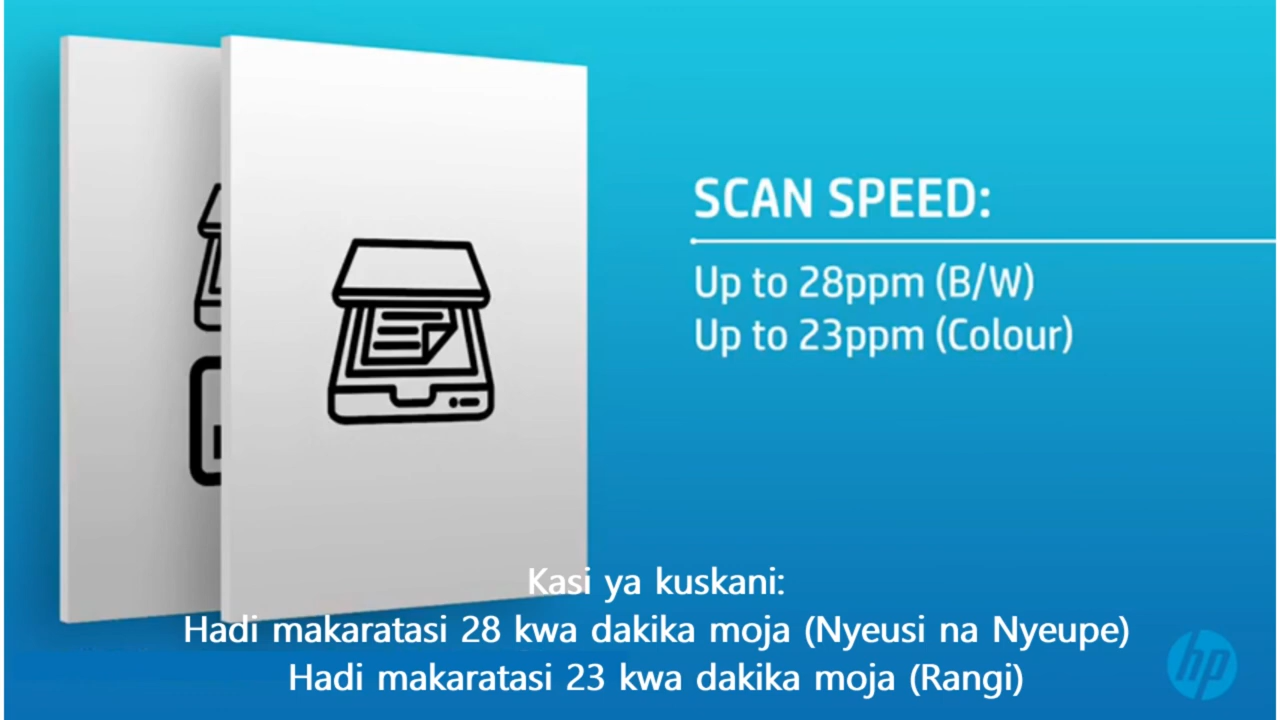 SCAN SPEED:
Up to 28ppm (B/W)
Up to 23ppm (Colour)
Kasi ya kuskani:
Hadi makaratasi 28 kwa dakika moja (Nyeusi na Nyeupe)
Hadi makaratasi 23 kwa dakika moja (Rangi)
hp